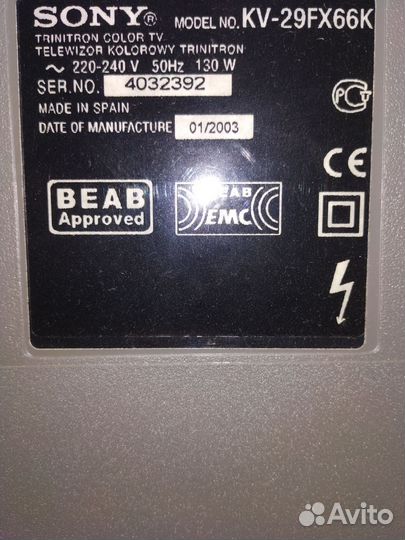 SONY® MODEL NO. KV-29FX66K
TRINITRON COLOR TV
TELEWIZOR KOLOROWY TRINITRON
~ 220-240 V 50Hz 130 W
SER.NO. 4032392
MADE IN SPAIN
DATE OF MANUFACTURE 01/2003
CE
BEAB
Approved
BEAB
EMC
Avito